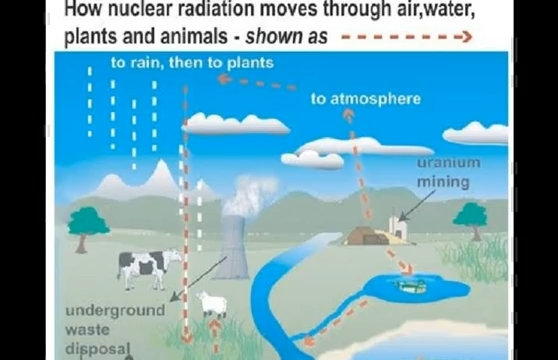 How nuclear radiation moves through air,water,
plants and animals - shown as
to rain, then to plants
to atmosphere
uranium
mining
underground
waste
disposal